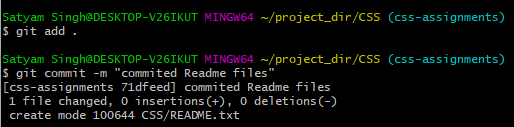 Satyam Singh@DESKTOP-V26IKUT MINGW64 ~/project_dir/CSS (css-assignments)
$ git add .
Satyam Singh@DESKTOP-V26IKUT MINGW64 ~/project_dir/CSS (css-assignments)
$ git commit -m "commited Readme files"
[css-assignments 71dfeed] commited Readme files
 1 file changed, 0 insertions(+), 0 deletions(-)
 create mode 100644 CSS/README.txt